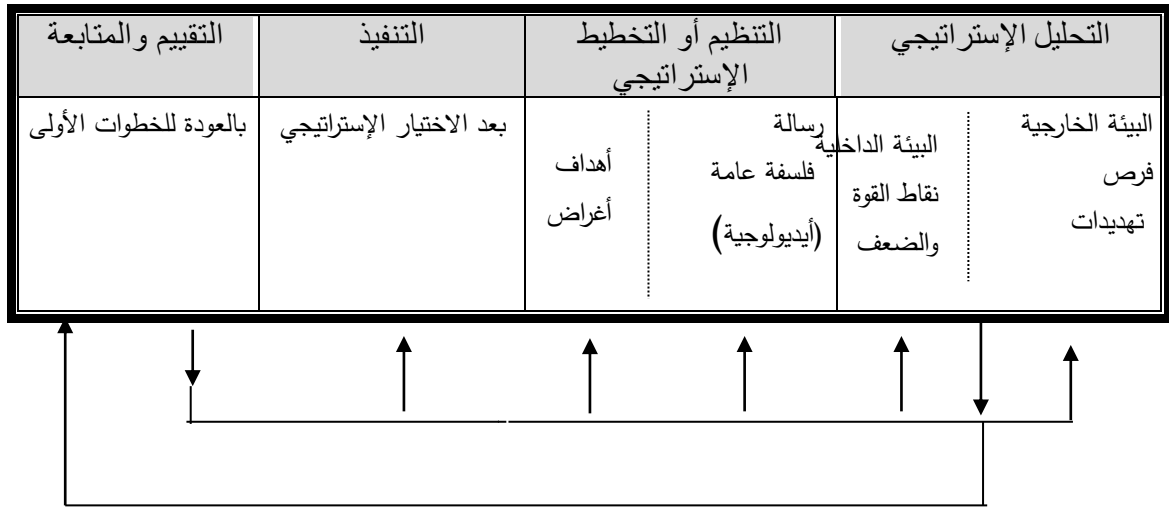 التحليل الإستراتيجي
التنظيم أو التخطيط
الإستراتيجي
التنفيذ
التقييم والمتابعة
البيئة الخارجية
فرص
تهديدات
البيئة الداخلية
نقاط القوة
والضعف
رسالة
فلسفة عامة
(أيديولوجية)
أهداف
أغراض
بعد الاختيار الإستراتيجي
بالعودة للخطوات الأولى